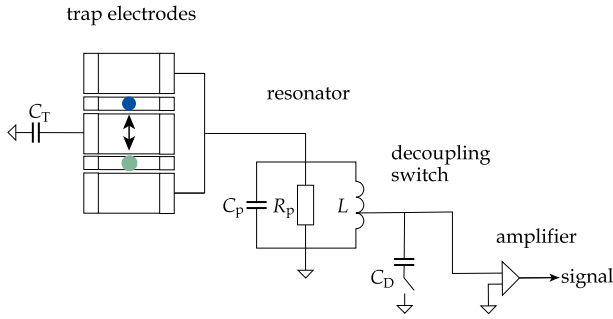 trap electrodes
C_T
resonator
C_p
R_p
L
decoupling
switch
C_D
amplifier
signal